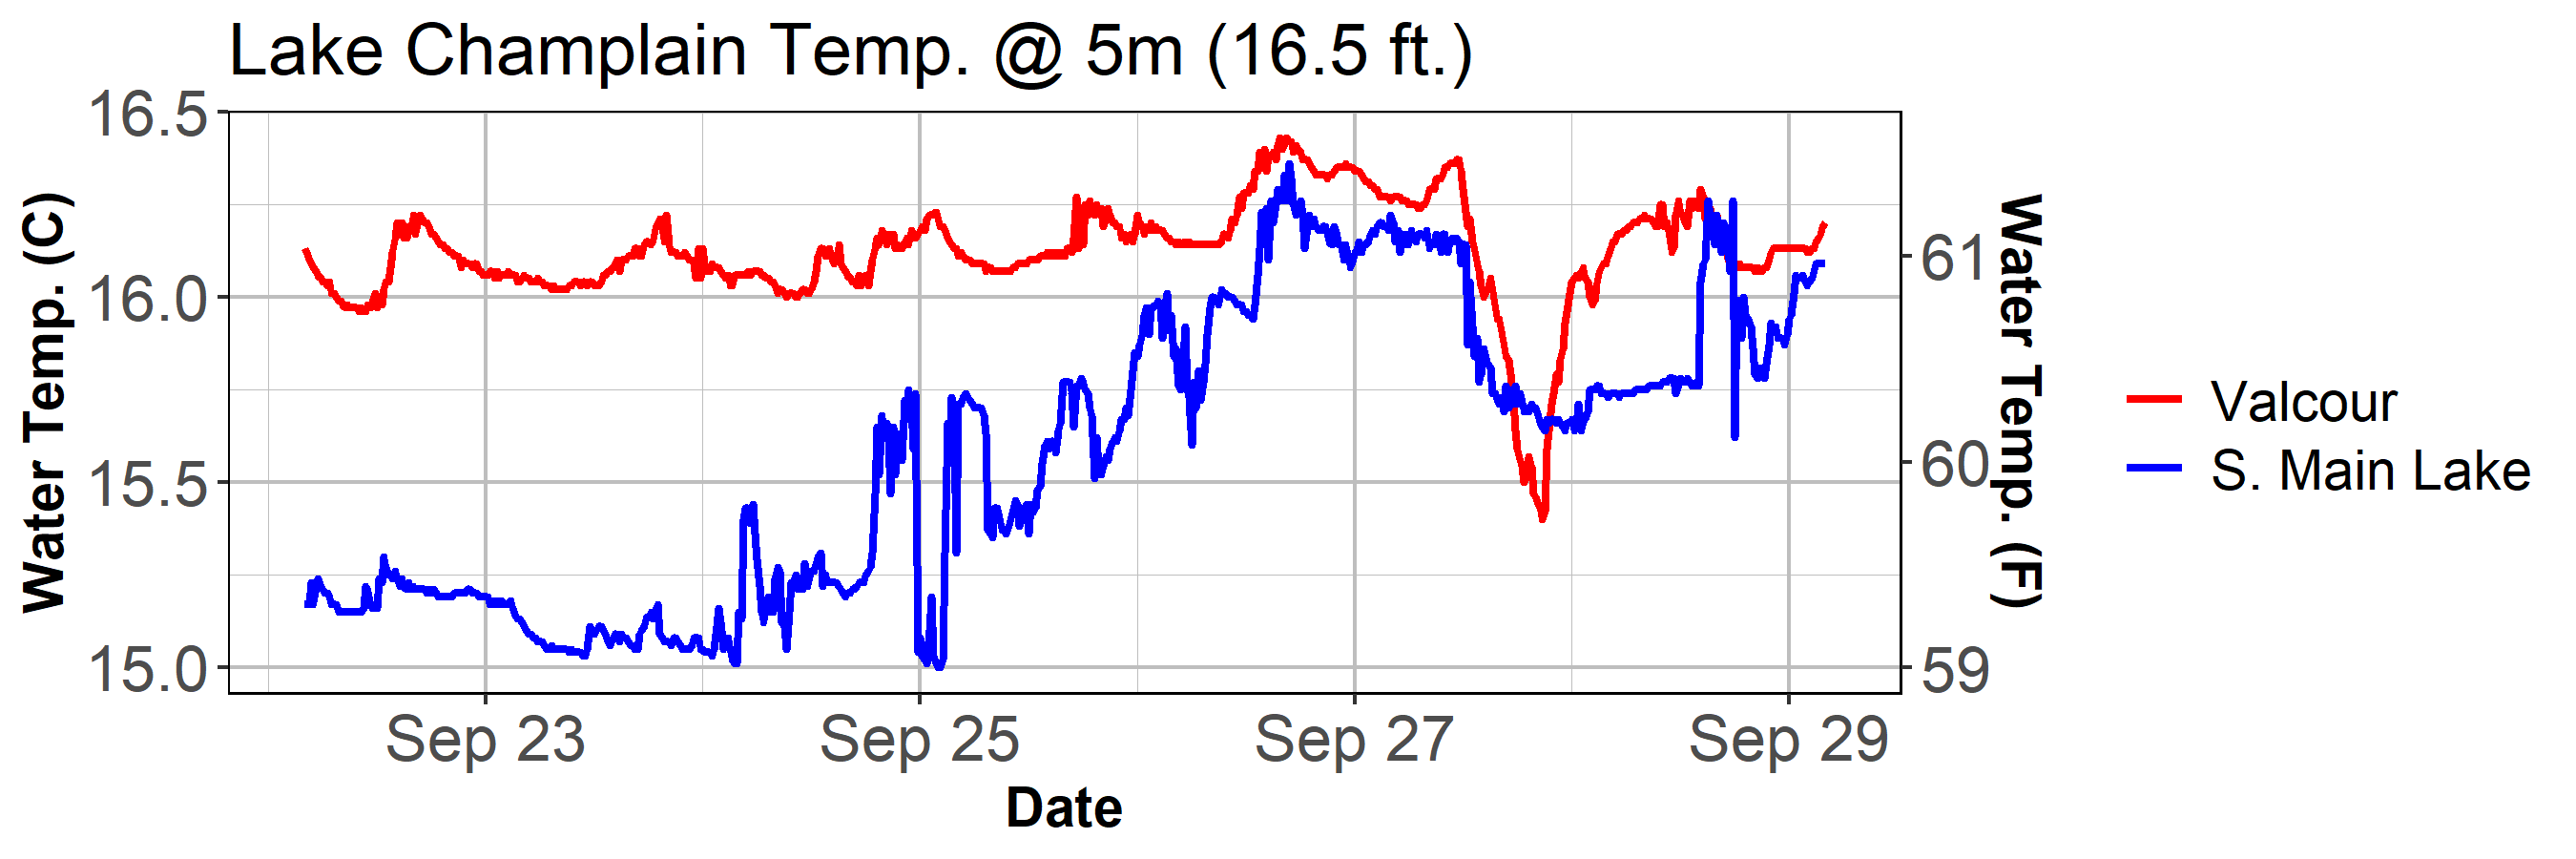 Lake Champlain Temp. @ 5m (16.5 ft.)
Water Temp. (C)
16.5
16.0
15.5
15.0
Water Temp. (F)
61
60
59
Sep 23
Sep 25
Sep 27
Sep 29
Date
Valcour
S. Main Lake